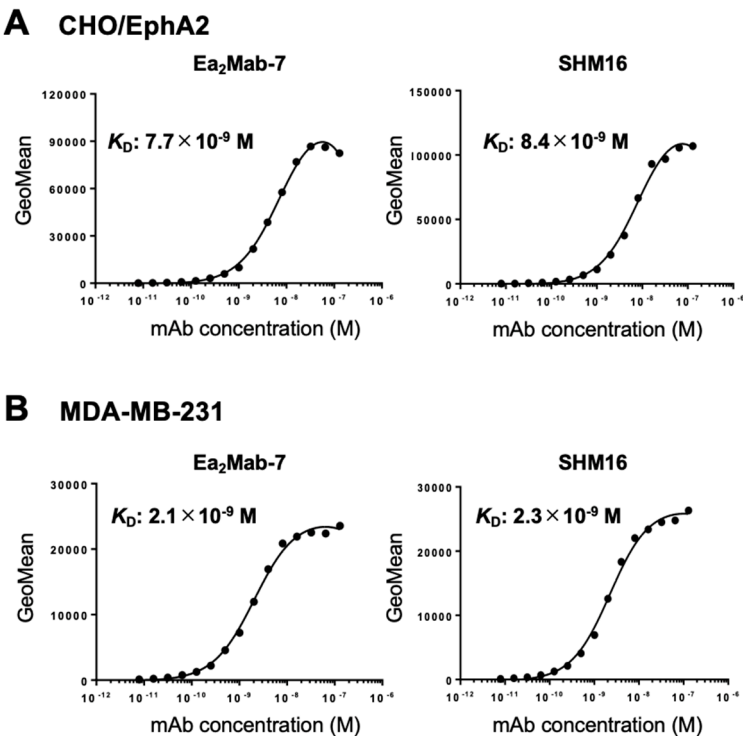 A CHO/EphA2
Ea₂Mab-7
120000
90000
60000
30000
0
GeoMean
K_D: 7.7×10⁻⁹ M
10⁻¹² 10⁻¹¹ 10⁻¹⁰ 10⁻⁹ 10⁻⁸ 10⁻⁷ 10⁻⁶
mAb concentration (M)
SHM16
150000
100000
50000
0
GeoMean
K_D: 8.4×10⁻⁹ M
10⁻¹² 10⁻¹¹ 10⁻¹⁰ 10⁻⁹ 10⁻⁸ 10⁻⁷ 10⁻⁶
mAb concentration (M)
B MDA-MB-231
Ea₂Mab-7
30000
20000
10000
0
GeoMean
K_D: 2.1×10⁻⁹ M
10⁻¹² 10⁻¹¹ 10⁻¹⁰ 10⁻⁹ 10⁻⁸ 10⁻⁷ 10⁻⁶
mAb concentration (M)
SHM16
30000
20000
10000
0
GeoMean
K_D: 2.3×10⁻⁹ M
10⁻¹² 10⁻¹¹ 10⁻¹⁰ 10⁻⁹ 10⁻⁸ 10⁻⁷ 10⁻⁶
mAb concentration (M)